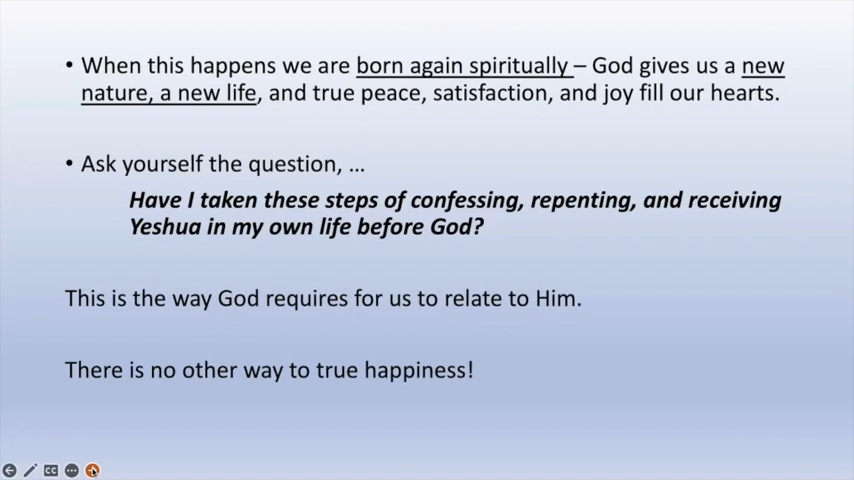 • When this happens we are born again spiritually – God gives us a new
nature, a new life, and true peace, satisfaction, and joy fill our hearts.
• Ask yourself the question, …
Have I taken these steps of confessing, repenting, and receiving
Yeshua in my own life before God?
This is the way God requires for us to relate to Him.
There is no other way to true happiness!
CC